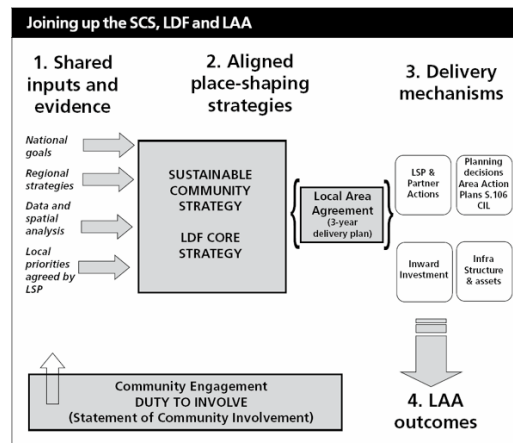 Joining up the SCS, LDF and LAA
1. Shared
inputs and
evidence
2. Aligned
place-shaping
strategies
3. Delivery
mechanisms
National
goals
Regional
strategies
Data and
spatial
analysis
Local
priorities
agreed by
LSP
SUSTAINABLE
COMMUNITY
STRATEGY
LDF CORE
STRATEGY
Local Area
Agreement
(3-year
delivery plan)
LSP &
Partner
Actions
Planning
decisions
Area Action
Plans S.106
CIL
Inward
Investment
Infra
Structure
& assets
Community Engagement
DUTY TO INVOLVE
(Statement of Community Involvement)
4. LAA
outcomes